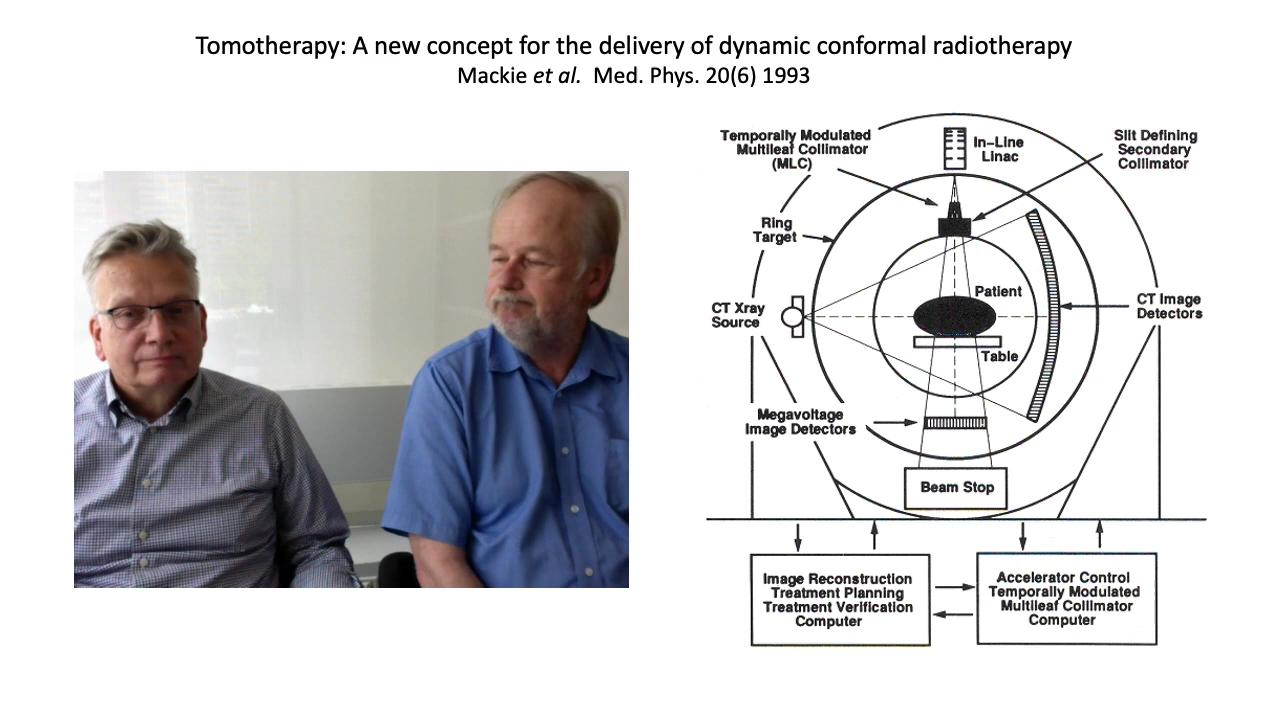 Tomotherapy: A new concept for the delivery of dynamic conformal radiotherapy
Mackie et al. Med. Phys. 20(6) 1993
Temporally Modulated
Multileaf Collimator
(MLC)
In-Line
Linac
Slit Defining
Secondary
Collimator
Ring
Target
CT Xray
Source
Patient
Table
CT Image
Detectors
Megavoltage
Image Detectors
Beam Stop
Image Reconstruction
Treatment Planning
Treatment Verification
Computer
Accelerator Control
Temporally Modulated
Multileaf Collimator
Computer